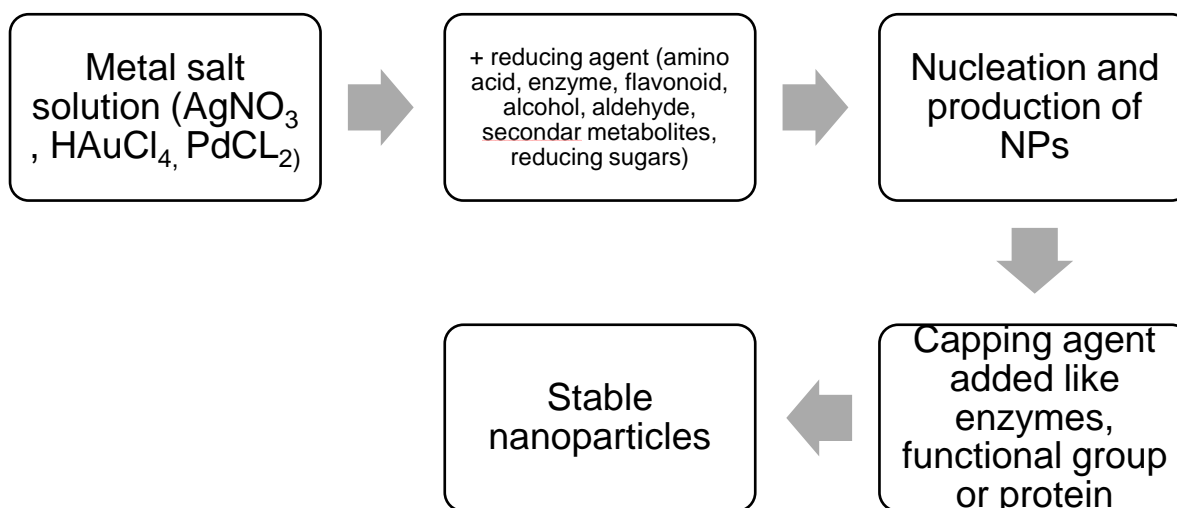 Metal salt
solution (AgNO₃
, HAuCl₄, PdCL₂)
+ reducing agent (amino
acid, enzyme, flavonoid,
alcohol, aldehyde,
secondar metabolites,
reducing sugars)
Nucleation and
production of
NPs
Capping agent
added like
enzymes,
functional group
or protein
Stable
nanoparticles